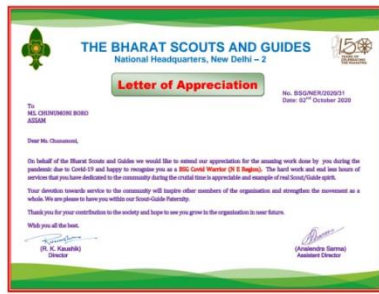 THE BHARAT SCOUTS AND GUIDES
National Headquarters, New Delhi – 2
Letter of Appreciation
No. BSG/NER/2020/31
Date: 02nd October 2020
To
MS. CHUNUMONI BORO
ASSAM
Dear Ms. Chunumoni,
On behalf of the Bharat Scouts and Guides we would like to extend our appreciation for the amazing work done by you during the
pandemic due to Covid-19 and happy to recognize you as a BSG Covid Warrior (N E Region). The hard work and end less hours of
services that you have dedicated to the community during the crutial time is appreciable and example of real Scout/Guide spirit.
Your devotion towards service to the community will inspire other members of the organisation and strengthen the movement as a
whole. We are please to have you within our Scout-Guide Paternity.
Thank you for your contribution to the society and hope to see you grow in the organisation in near future.
Wish you all the best.
(R. K. Kaushik)
Director
(Analendra Sarma)
Assistant Director